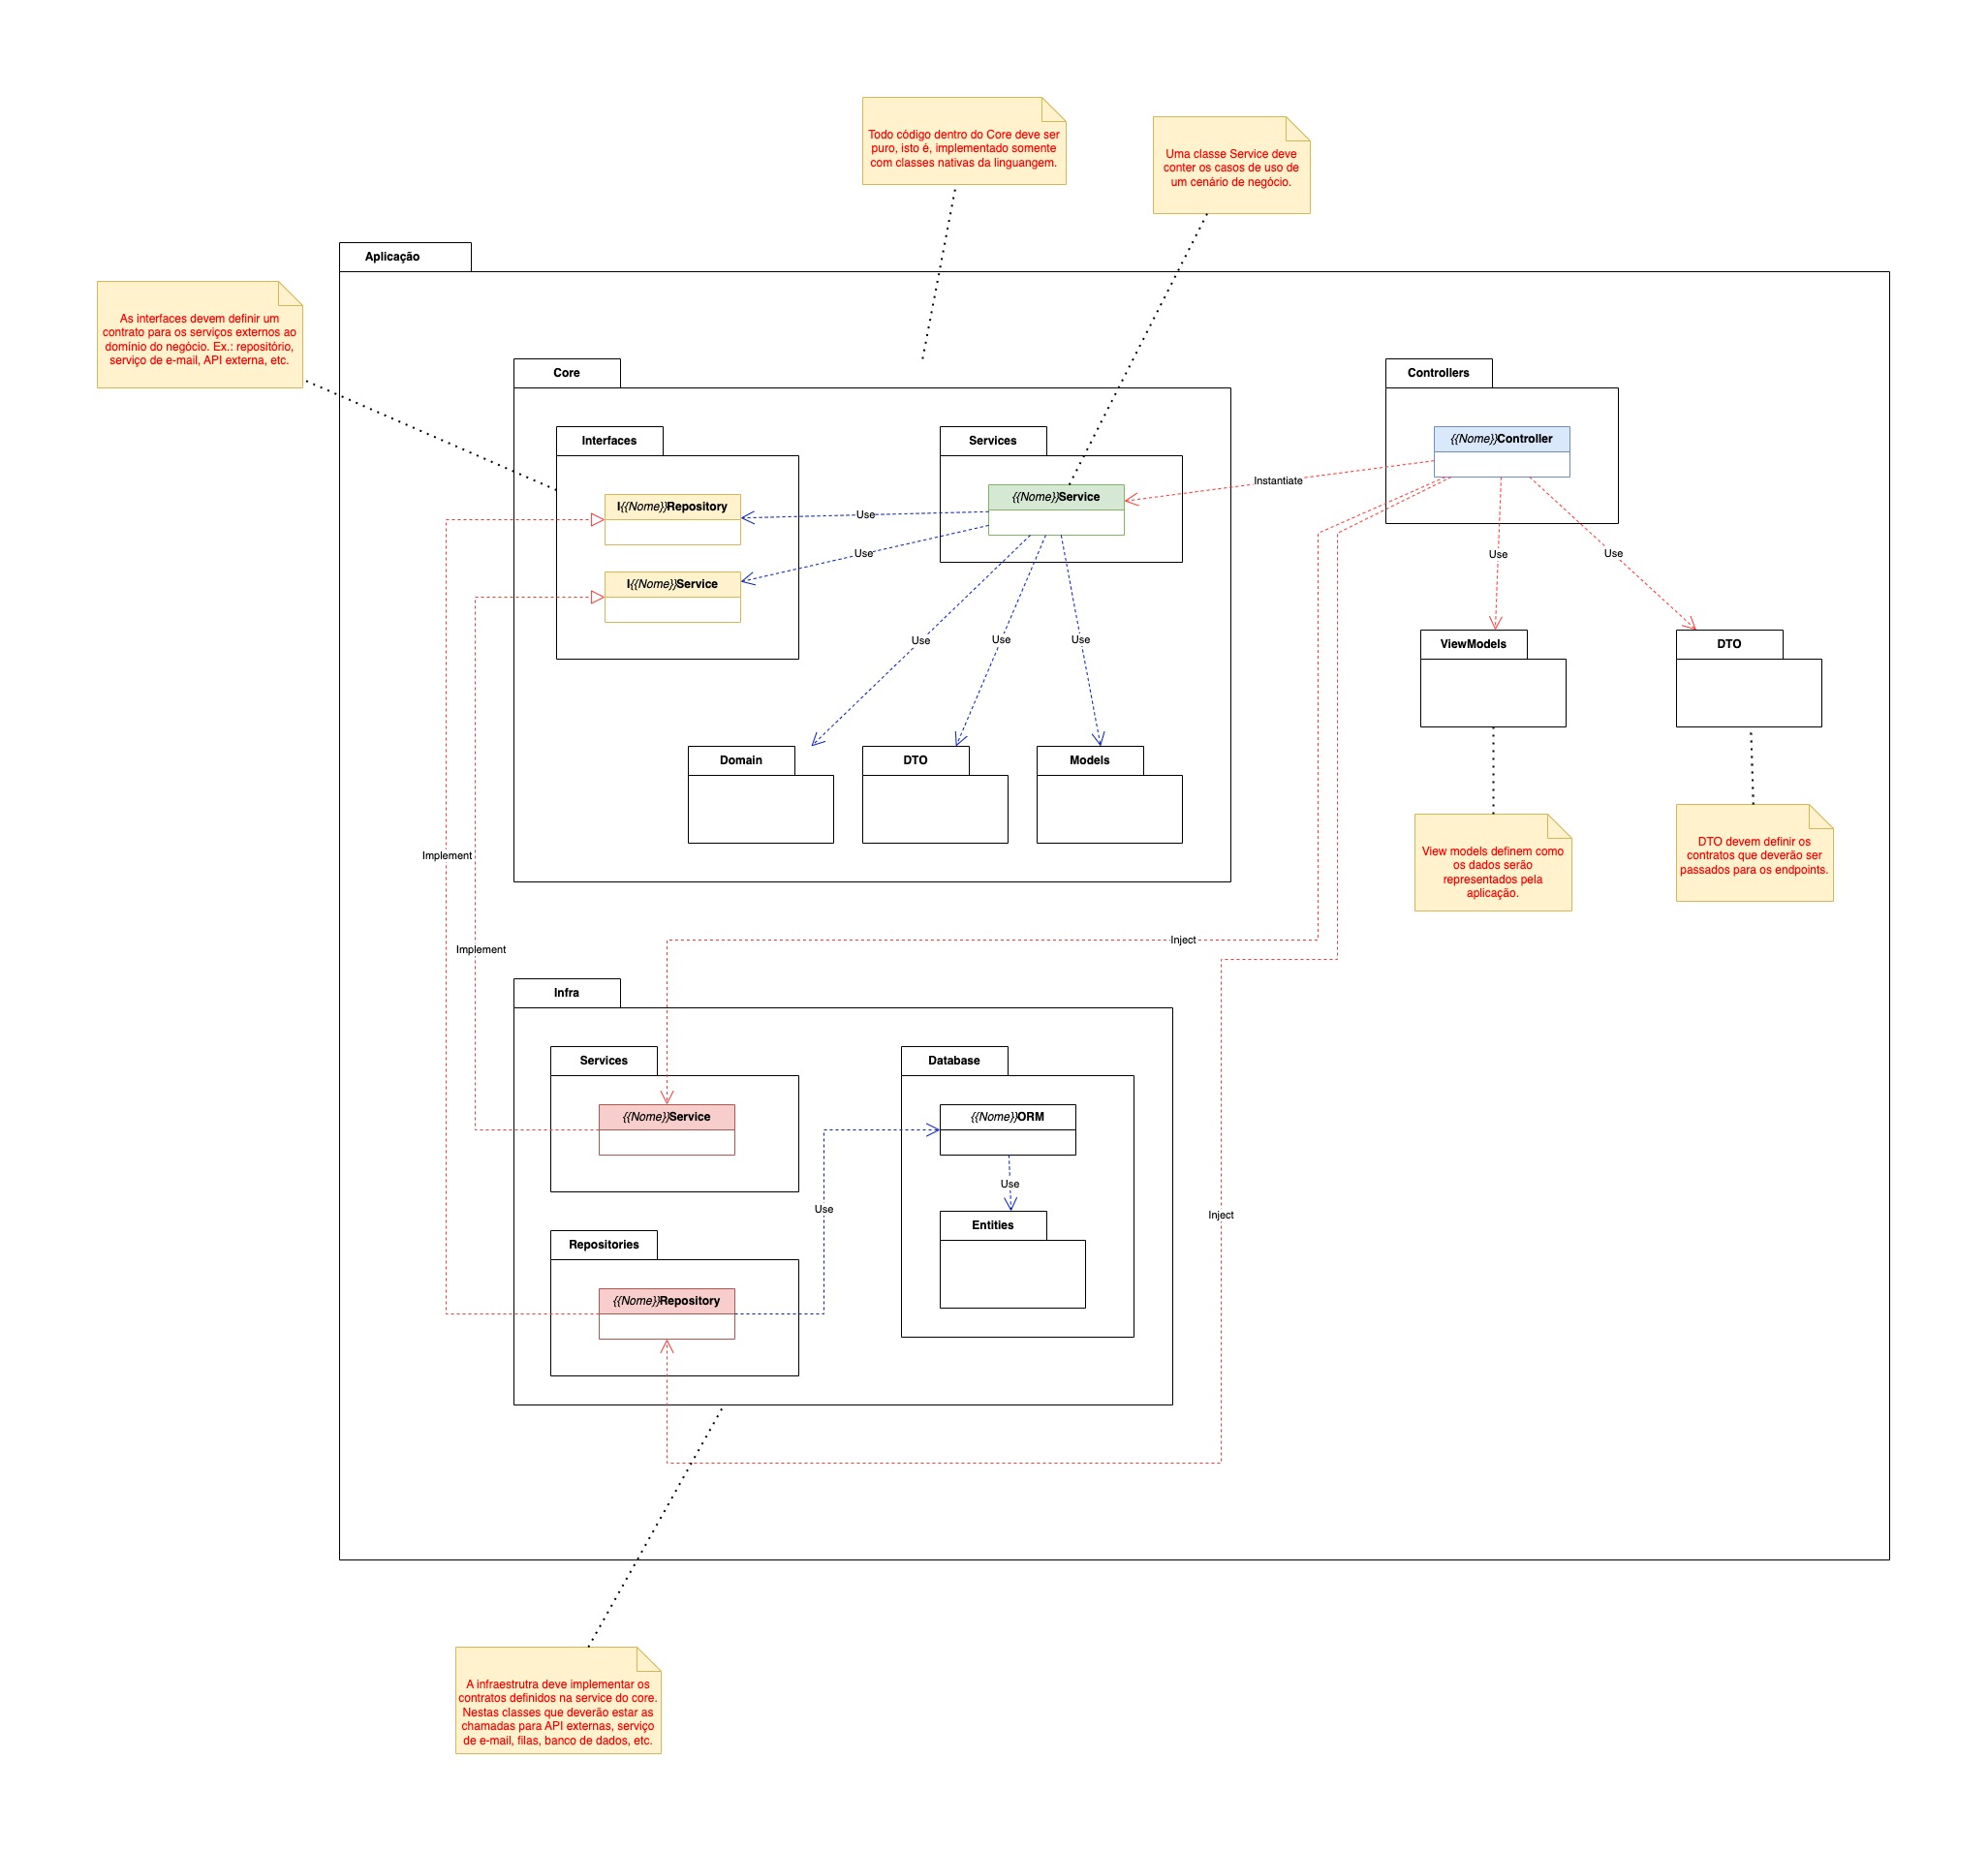 Todo código dentro do Core deve ser
puro, isto é, implementado somente
com classes nativas da linguangem.
Uma classe Service deve
conter os casos de uso de
um cenário de negócio.
Aplicação
As interfaces devem definir um
contrato para os serviços externos ao
domínio do negócio. Ex.: repositório,
serviço de e-mail, API externa, etc.
Core
Controllers
Interfaces
Services
{{Nome}}Controller
I{{Nome}}Repository
{{Nome}}Service
Instantiate
Use
Use
I{{Nome}}Service
Use
Use
Use
Use
Use
ViewModels
DTO
Domain
DTO
Models
View models definem como
os dados serão
representados pela
aplicação.
DTO devem definir os
contratos que deverão ser
passados para os endpoints.
Implement
Implement
Inject
Infra
Services
Database
{{Nome}}Service
{{Nome}}ORM
Use
Use
Inject
Entities
Repositories
{{Nome}}Repository
A infraestrutra deve implementar os
contratos definidos na service do core.
Nestas classes que deverão estar as
chamadas para API externas, serviço
de e-mail, filas, banco de dados, etc.